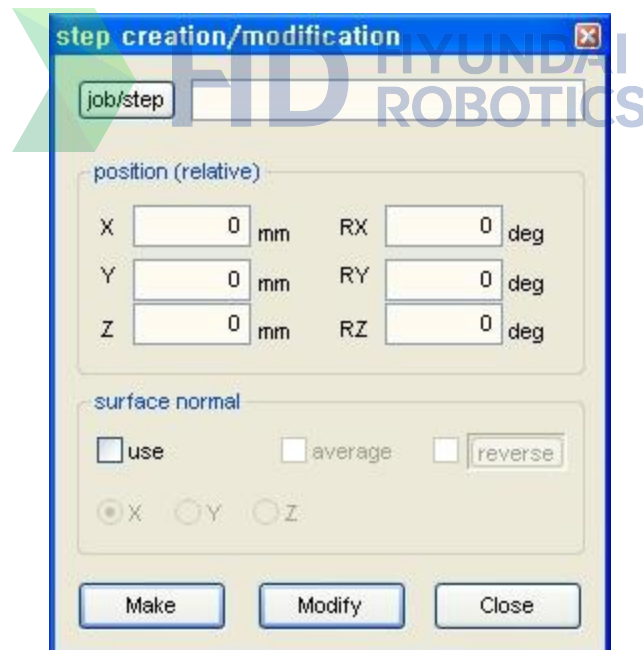 step creation/modification
HD HYUNDAI
ROBOTICS
job/step
position (relative)
X 0 mm RX 0 deg
Y 0 mm RY 0 deg
Z 0 mm RZ 0 deg
surface normal
use average reverse
X Y Z
Make Modify Close